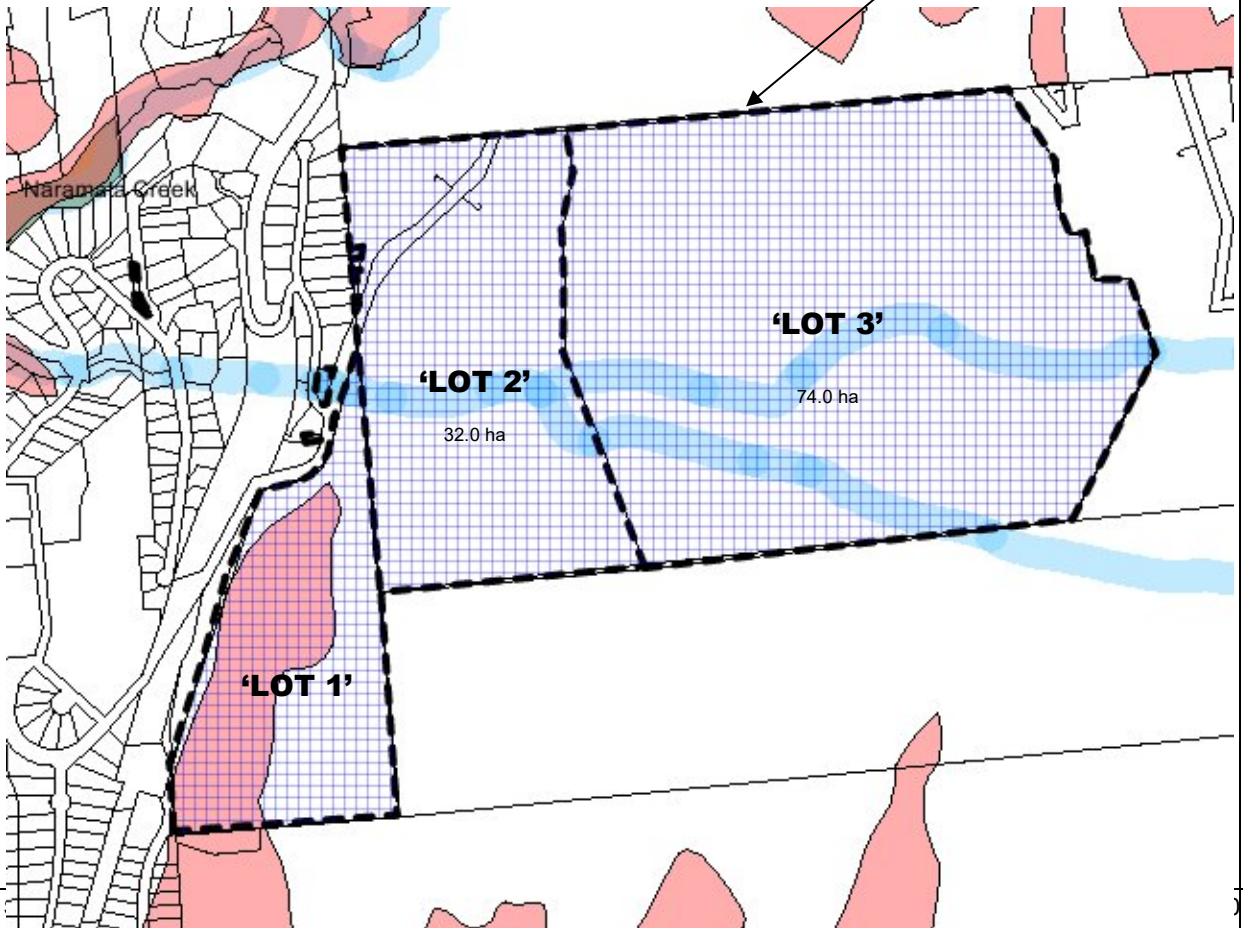 Naramata Creek
‘LOT 3’
74.0 ha
‘LOT 2’
32.0 ha
‘LOT 1’